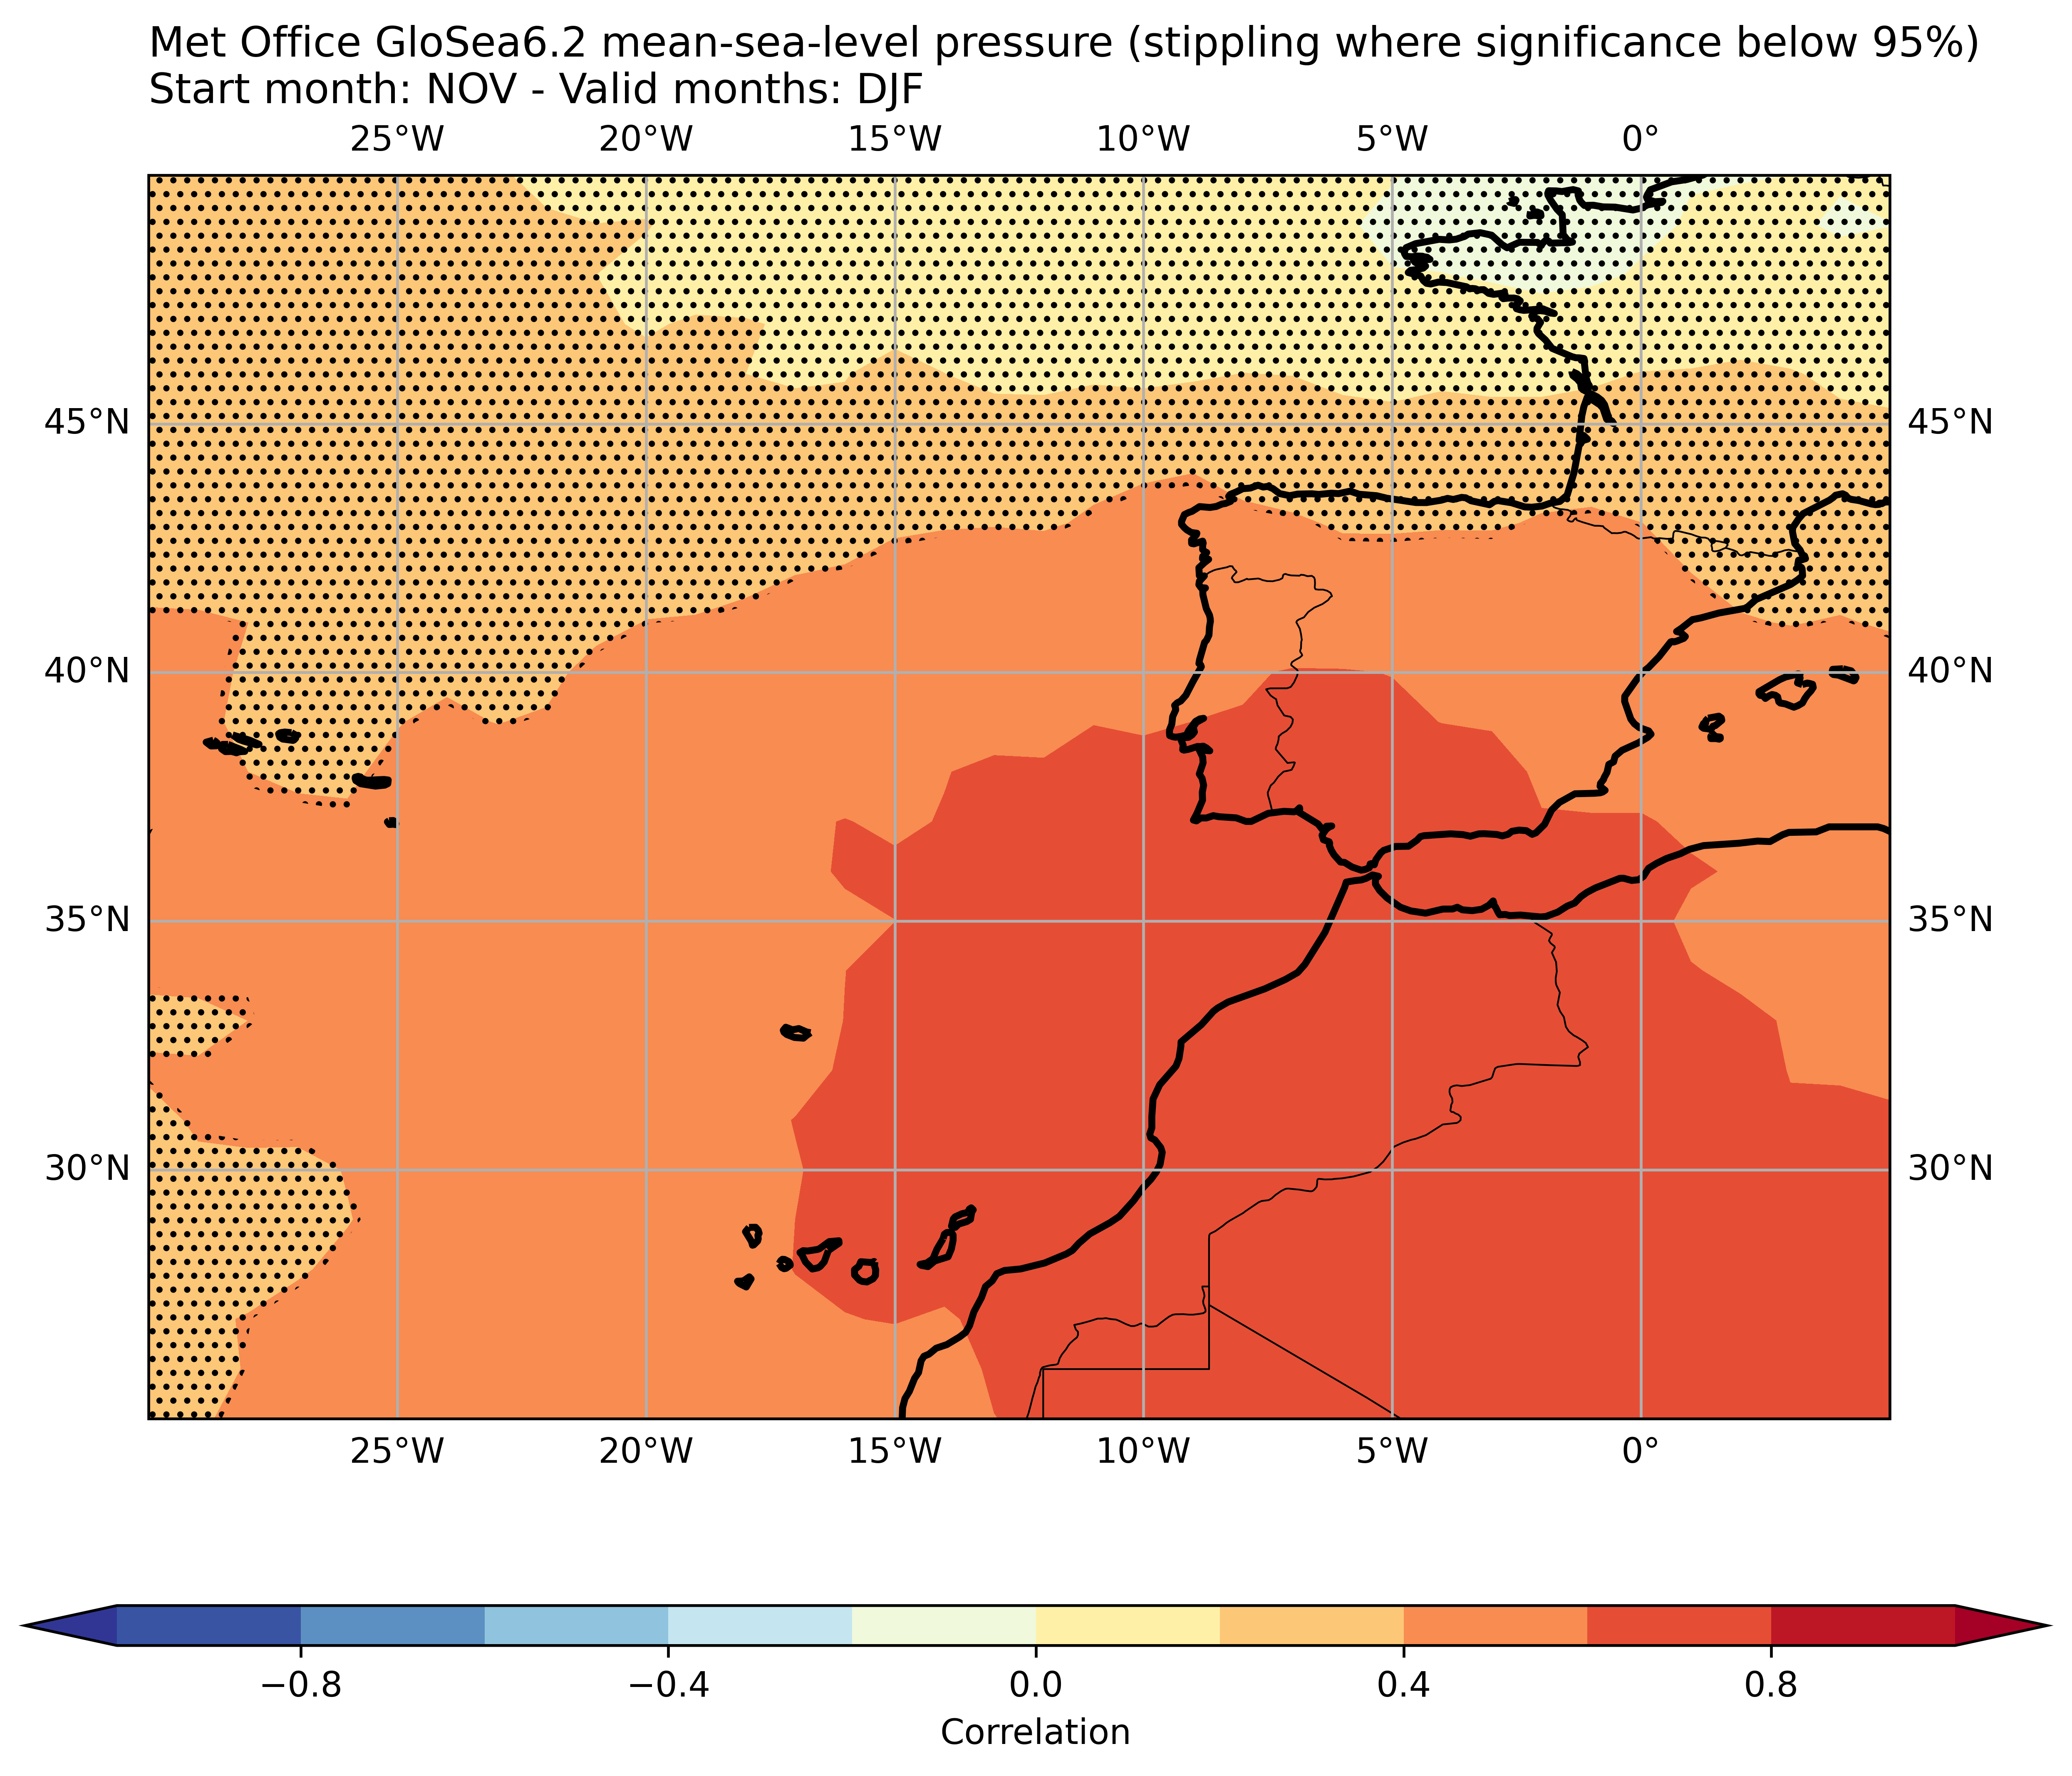 Met Office GloSea6.2 mean-sea-level pressure (stippling where significance below 95%)
Start month: NOV - Valid months: DJF
25°W 20°W 15°W 10°W 5°W 0°
45°N 45°N
40°N 40°N
35°N 35°N
30°N 30°N
25°W 20°W 15°W 10°W 5°W 0°
−0.8 −0.4 0.0 0.4 0.8
Correlation